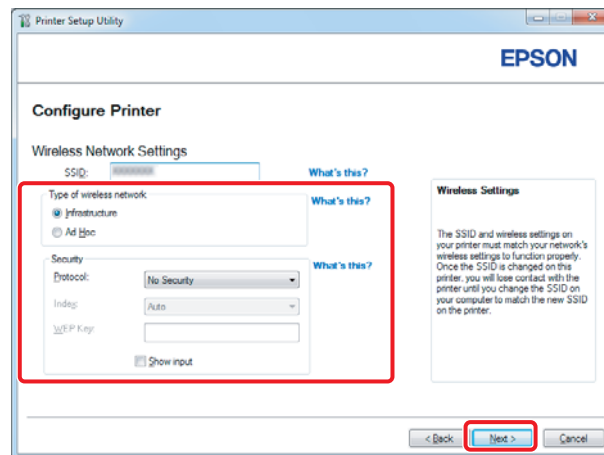 Printer Setup Utility
EPSON
Configure Printer
Wireless Network Settings
SSID:
What's this?
Type of wireless network
What's this?
Infrastructure
Ad Hoc
Security
What's this?
Protocol:
No Security
Index:
Auto
WEP Key:
Show input
Wireless Settings
The SSID and wireless settings on
your printer must match your network's
wireless settings to function properly.
Once the SSID is changed on this
printer, you will lose contact with the
printer until you change the SSID on
your computer to match the new SSID
on the printer.
< Back
Next >
Cancel